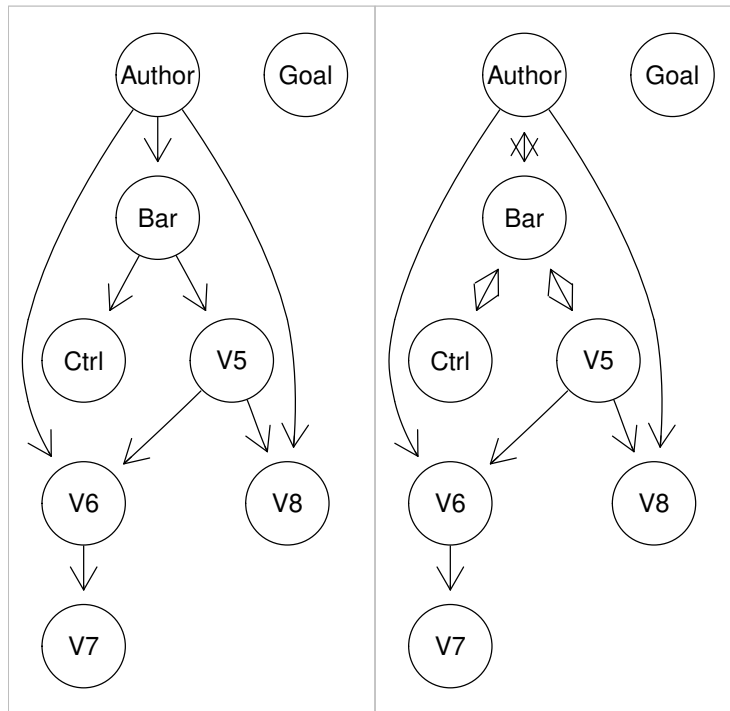 Author Goal
Bar
Ctrl V5
V6 V8
V7
Author Goal
Bar
Ctrl V5
V6 V8
V7